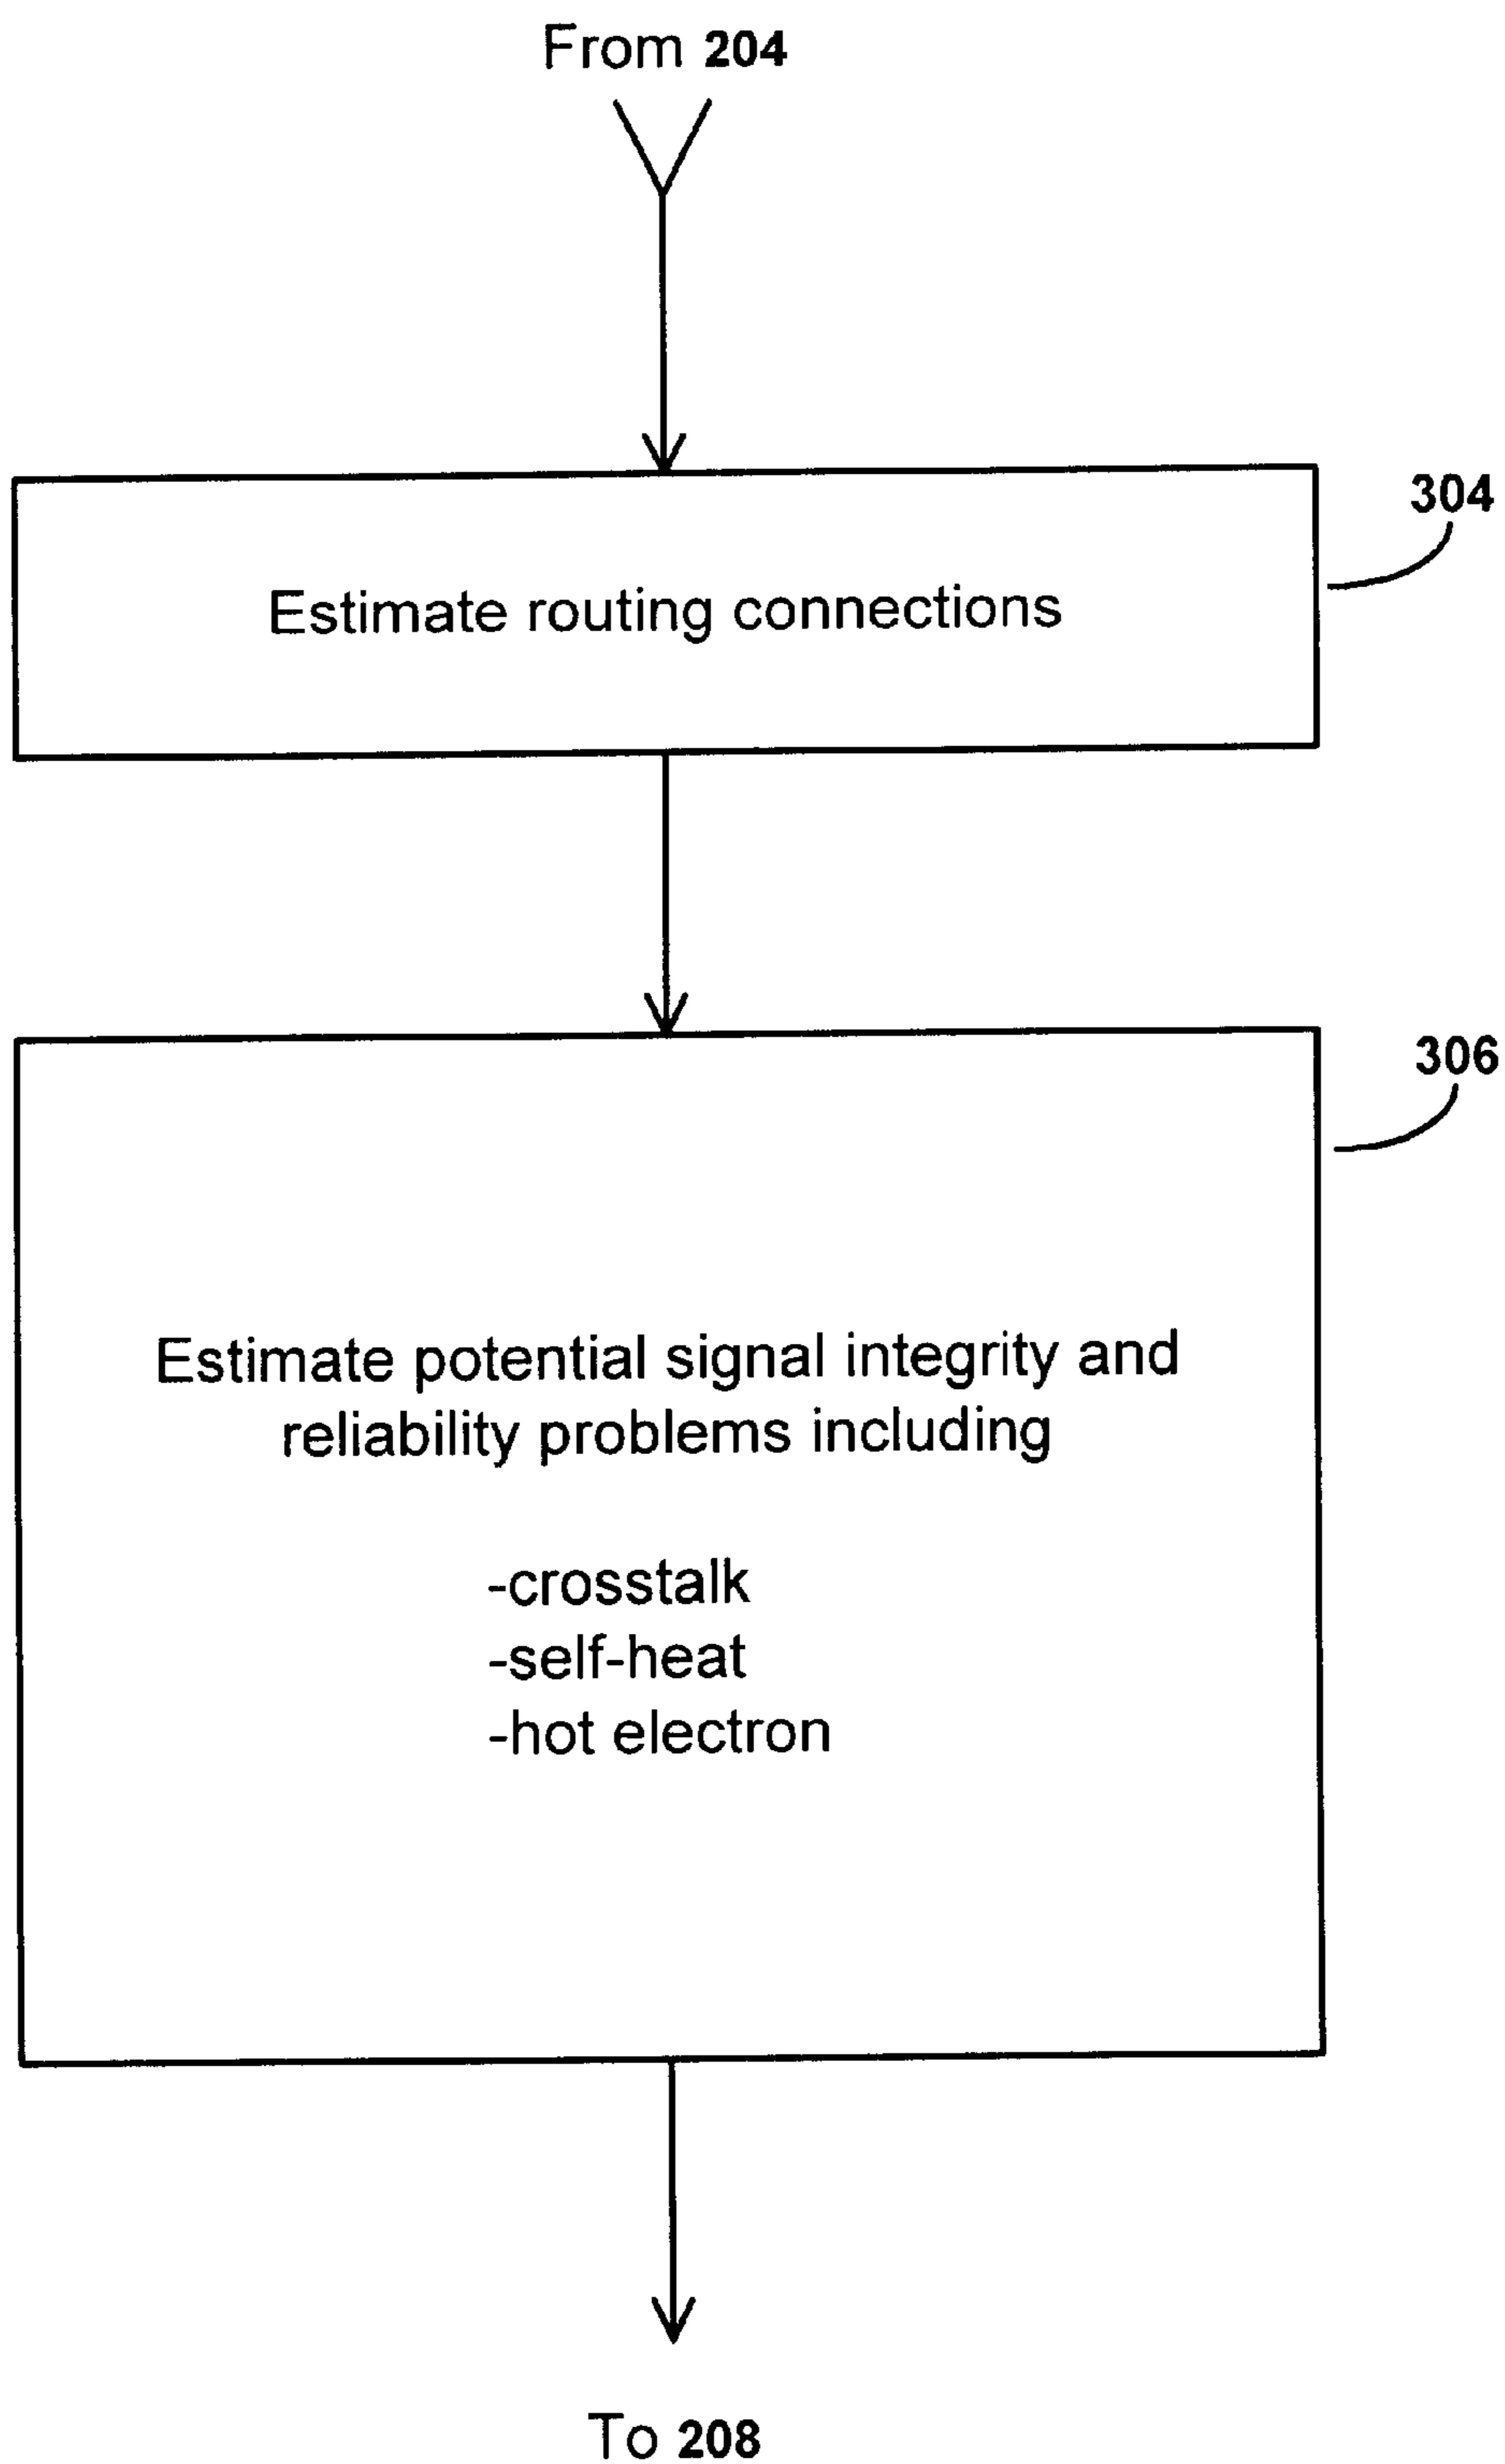 From 204
304
Estimate routing connections
306
Estimate potential signal integrity and
reliability problems including
-crosstalk
-self-heat
-hot electron
To 208